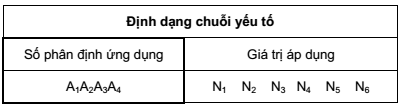 Định dạng chuỗi yếu tố
Số phân định ứng dụng Giá trị áp dụng
A₁A₂A₃A₄ N₁ N₂ N₃ N₄ N₅ N₆